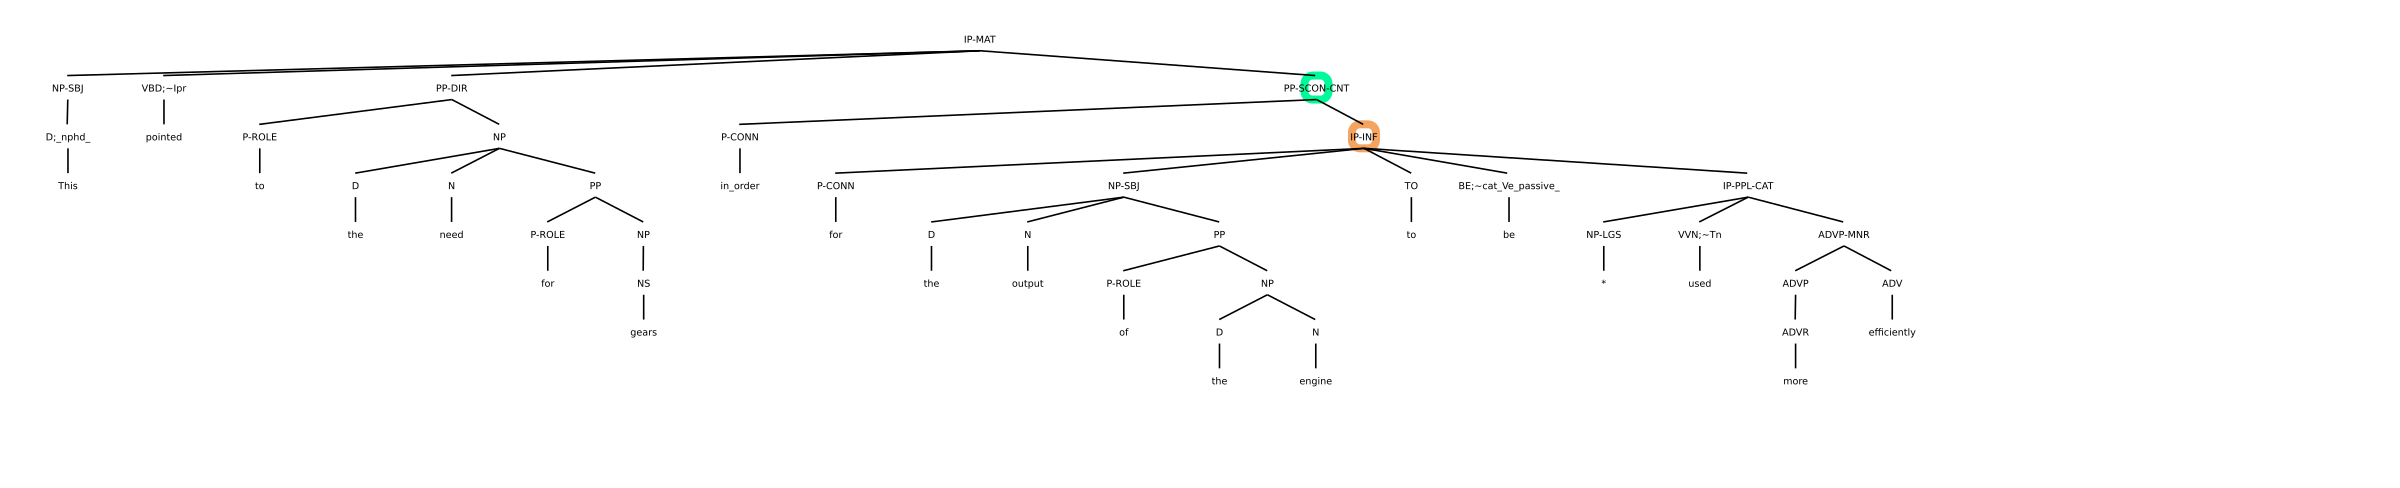 IP-MAT
NP-SBJ VBD;~Ipr PP-DIR PP-SCON-CNT
D;_nphd_ pointed P-ROLE NP P-CONN IP-INF
This to D N PP in_order P-CONN NP-SBJ TO BE;~cat_Ve_passive_ IP-PPL-CAT
the need P-ROLE NP for D N PP to be NP-LGS VVN;~Tn ADVP-MNR
for NS the output P-ROLE NP * used ADVP ADV
gears of D N ADVR efficiently
the engine more